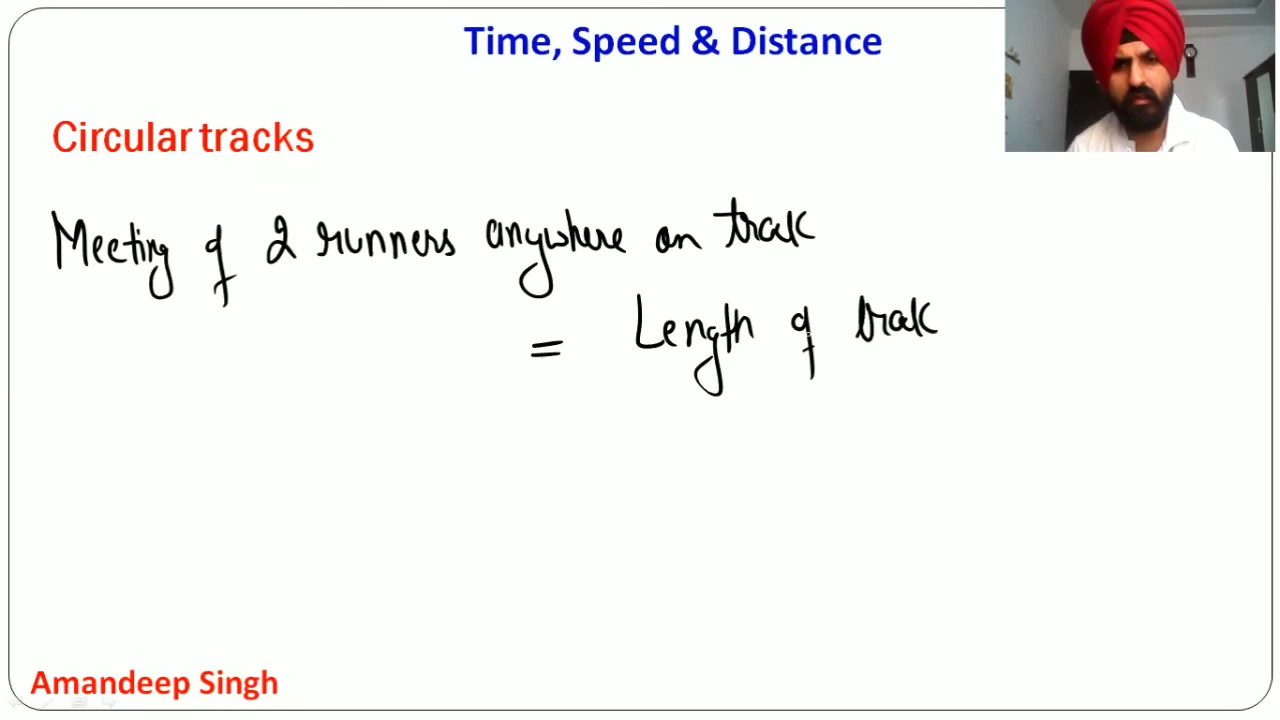 Time, Speed & Distance
Circular tracks
Meeting of 2 runners anywhere on track
= Length of track
Amandeep Singh